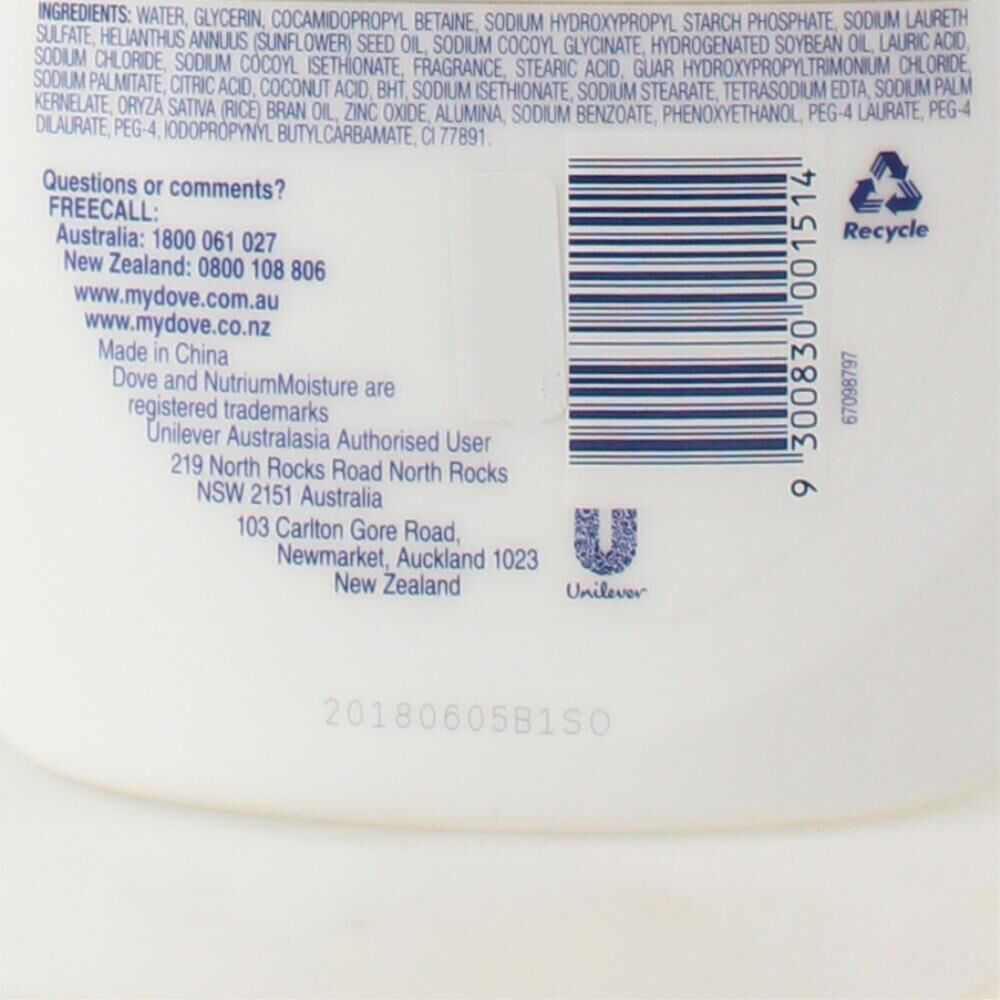 INGREDIENTS: WATER, GLYCERIN, COCAMIDOPROPYL BETAINE, SODIUM HYDROXYPROPYL STARCH PHOSPHATE, SODIUM LAURETH
SULFATE, HELIANTHUS ANNUUS (SUNFLOWER) SEED OIL, SODIUM COCOYL GLYCINATE, HYDROGENATED SOYBEAN OIL, LAURIC ACID,
SODIUM CHLORIDE, SODIUM COCOYL ISETHIONATE, FRAGRANCE, STEARIC ACID, GUAR HYDROXYPROPYLTRIMONIUM CHLORIDE,
SODIUM PALMITATE, CITRIC ACID, COCONUT ACID, BHT, SODIUM ISETHIONATE, SODIUM STEARATE, TETRASODIUM EDTA, SODIUM PALM
KERNELATE, ORYZA SATIVA (RICE) BRAN OIL, ZINC OXIDE, ALUMINA, SODIUM BENZOATE, PHENOXYETHANOL, PEG-4 LAURATE, PEG-4
DILAURATE, PEG-4, IODOPROPYNYL BUTYLCARBAMATE, CI 77891.
Questions or comments?
FREECALL:
Australia: 1800 061 027
New Zealand: 0800 108 806
www.mydove.com.au
www.mydove.co.nz
Made in China
Dove and NutriumMoisture are
registered trademarks
Unilever Australasia Authorised User
219 North Rocks Road North Rocks
NSW 2151 Australia
103 Carlton Gore Road,
Newmarket, Auckland 1023
New Zealand
9 300830 001514
Recycle
67098797
Unilever
20180605B1SO